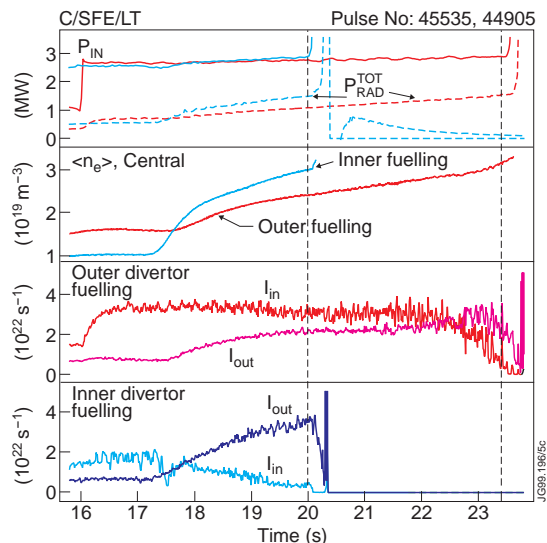 C/SFE/LT Pulse No: 45535, 44905
P_IN
P_RAD^TOT
(MW)
3
2
1
0
<n_e>, Central
Inner fuelling
Outer fuelling
(10^19 m^–3)
3
2
1
Outer divertor
fuelling
I_in
I_out
(10^22 s^–1)
4
2
0
Inner divertor
fuelling
I_out
I_in
(10^22 s^–1)
4
2
0
16 17 18 19 20 21 22 23
Time (s)
JG99.196/5c